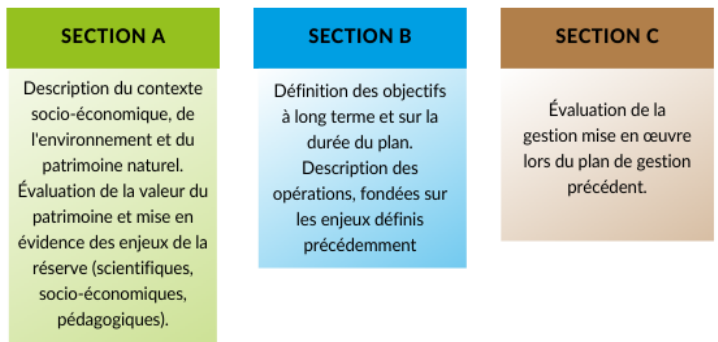 SECTION A
Description du contexte
socio-économique, de
l'environnement et du
patrimoine naturel.
Évaluation de la valeur du
patrimoine et mise en
évidence des enjeux de la
réserve (scientifiques,
socio-économiques,
pédagogiques).
SECTION B
Définition des objectifs
à long terme et sur la
durée du plan.
Description des
opérations, fondées sur
les enjeux définis
précédemment
SECTION C
Évaluation de la
gestion mise en œuvre
lors du plan de gestion
précédent.